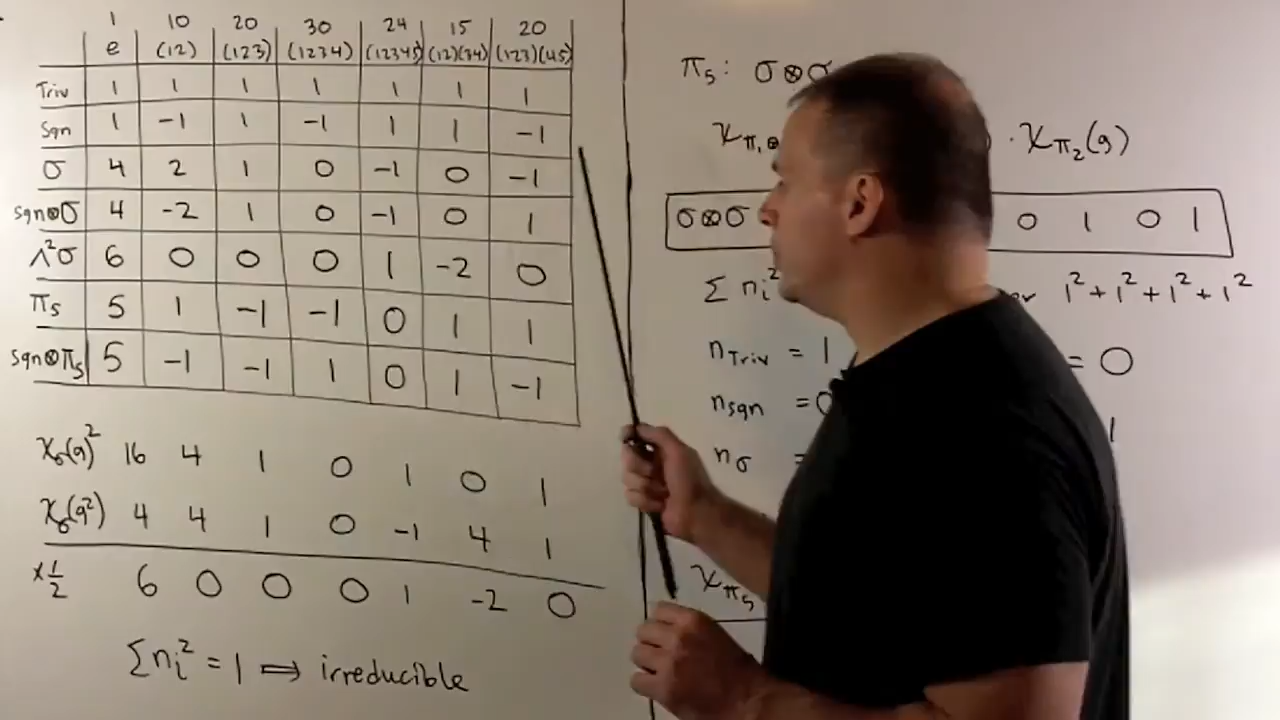 1 10 20 30 24 15 20
e (12) (123) (1234) (12345) (12)(34) (123)(45)
Triv 1 1 1 1 1 1 1
Sgn 1 -1 1 -1 1 1 -1
σ 4 2 1 0 -1 0 -1
sgn⊗σ 4 -2 1 0 -1 0 1
Λ²σ 6 0 0 0 1 -2 0
π₅ 5 1 -1 -1 0 1 1
sgn⊗π₅ 5 -1 -1 1 0 1 -1
χσ(g)² 16 4 1 0 1 0 1
χσ(g²) 4 4 1 0 -1 4 1
×½ 6 0 0 0 1 -2 0
Σnᵢ² = 1 ⟹ irreducible
π₅: σ⊗σ
χπ₁⊗ · χπ₂(g)
σ⊗σ 0 1 0 1
Σ nᵢ² or 1²+1²+1²+1²
nTriv = 1 = 0
nsgn = 0 1
nσ =
χπ₅